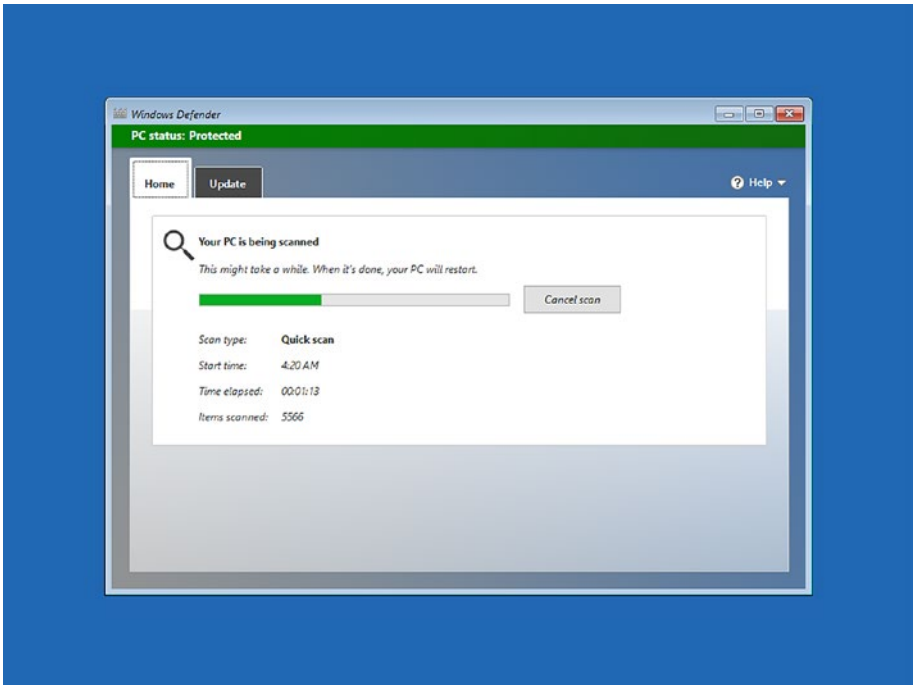 Windows Defender
PC status: Protected
Home Update Help
Your PC is being scanned
This might take a while. When it's done, your PC will restart.
Cancel scan
Scan type: Quick scan
Start time: 4:20 AM
Time elapsed: 00:01:13
Items scanned: 5566